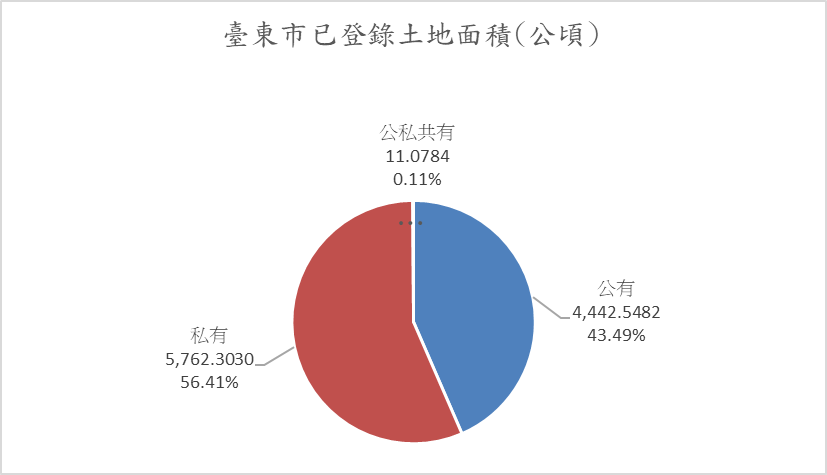 臺東市已登錄土地面積(公頃)
公私共有
11.0784
0.11%
公有
4,442.5482
43.49%
私有
5,762.3030
56.41%